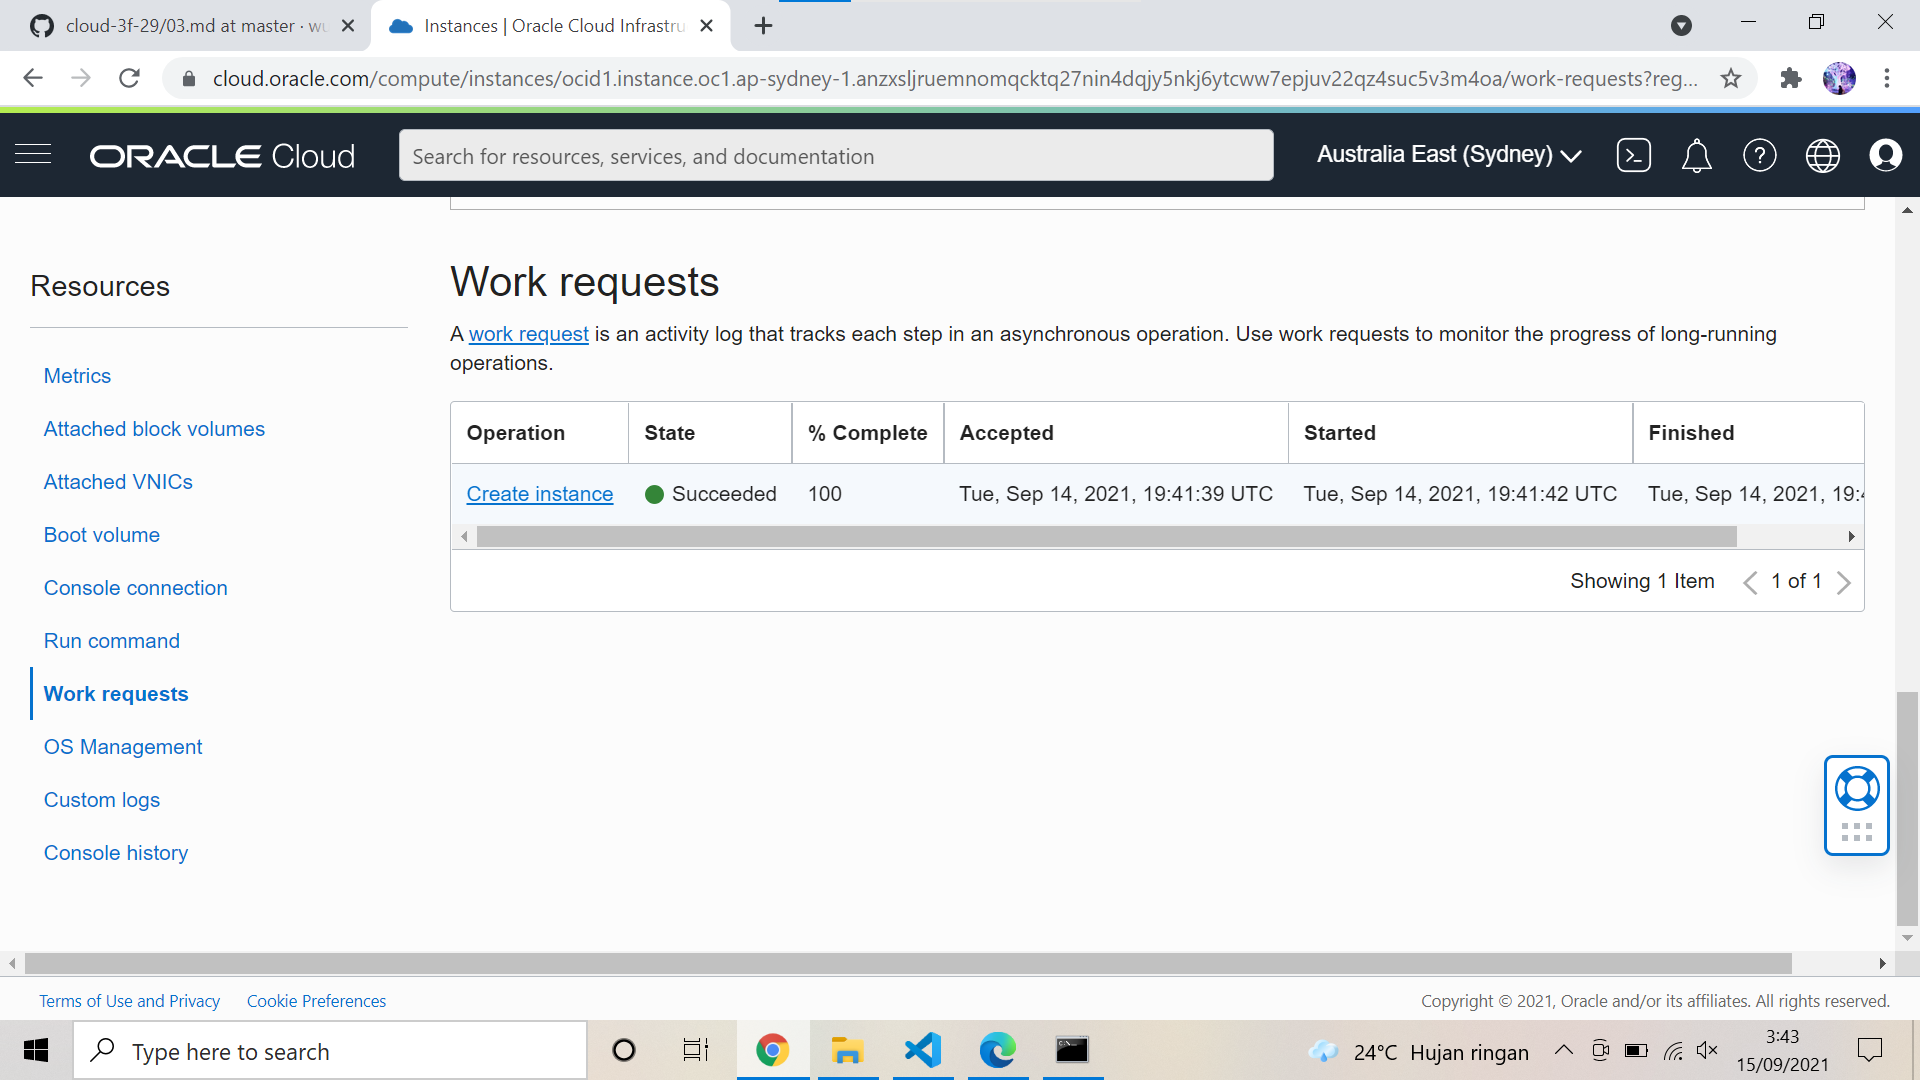 cloud-3f-29/03.md at master · wu
Instances | Oracle Cloud Infrastru
cloud.oracle.com/compute/instances/ocid1.instance.oc1.ap-sydney-1.anzxsljruemnomqcktq27nin4dqjy5nkj6ytcww7epjuv22qz4suc5v3m4oa/work-requests?reg...
ORACLE Cloud
Search for resources, services, and documentation
Australia East (Sydney)
Resources
Metrics
Attached block volumes
Attached VNICs
Boot volume
Console connection
Run command
Work requests
OS Management
Custom logs
Console history
Work requests
A work request is an activity log that tracks each step in an asynchronous operation. Use work requests to monitor the progress of long-running
operations.
Operation State % Complete Accepted Started Finished
Create instance Succeeded 100 Tue, Sep 14, 2021, 19:41:39 UTC Tue, Sep 14, 2021, 19:41:42 UTC Tue, Sep 14, 2021, 19:4
Showing 1 Item 1 of 1
Terms of Use and Privacy Cookie Preferences
Copyright © 2021, Oracle and/or its affiliates. All rights reserved.
Type here to search
24°C Hujan ringan
3:43
15/09/2021